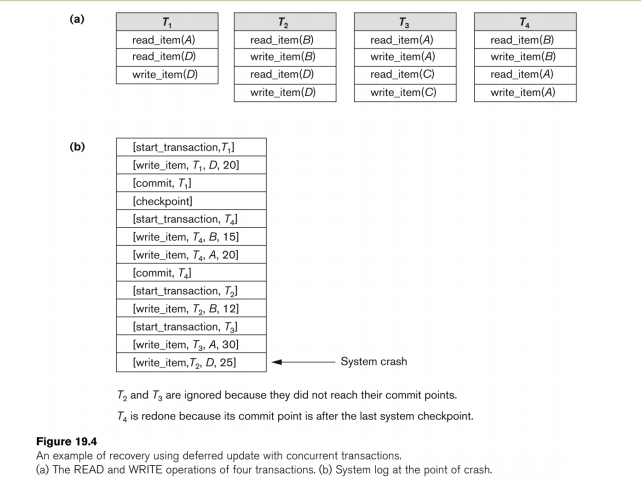 (a)
T1 T2 T3 T4
read_item(A) read_item(B) read_item(A) read_item(B)
read_item(D) write_item(B) write_item(A) write_item(B)
write_item(D) read_item(D) read_item(C) read_item(A)
write_item(D) write_item(C) write_item(A)
(b)
[start_transaction,T1]
[write_item, T1, D, 20]
[commit, T1]
[checkpoint]
[start_transaction, T4]
[write_item, T4, B, 15]
[write_item, T4, A, 20]
[commit, T4]
[start_transaction, T2]
[write_item, T2, B, 12]
[start_transaction, T3]
[write_item, T3, A, 30]
[write_item,T2, D, 25] System crash
T2 and T3 are ignored because they did not reach their commit points.
T4 is redone because its commit point is after the last system checkpoint.
Figure 19.4
An example of recovery using deferred update with concurrent transactions.
(a) The READ and WRITE operations of four transactions. (b) System log at the point of crash.